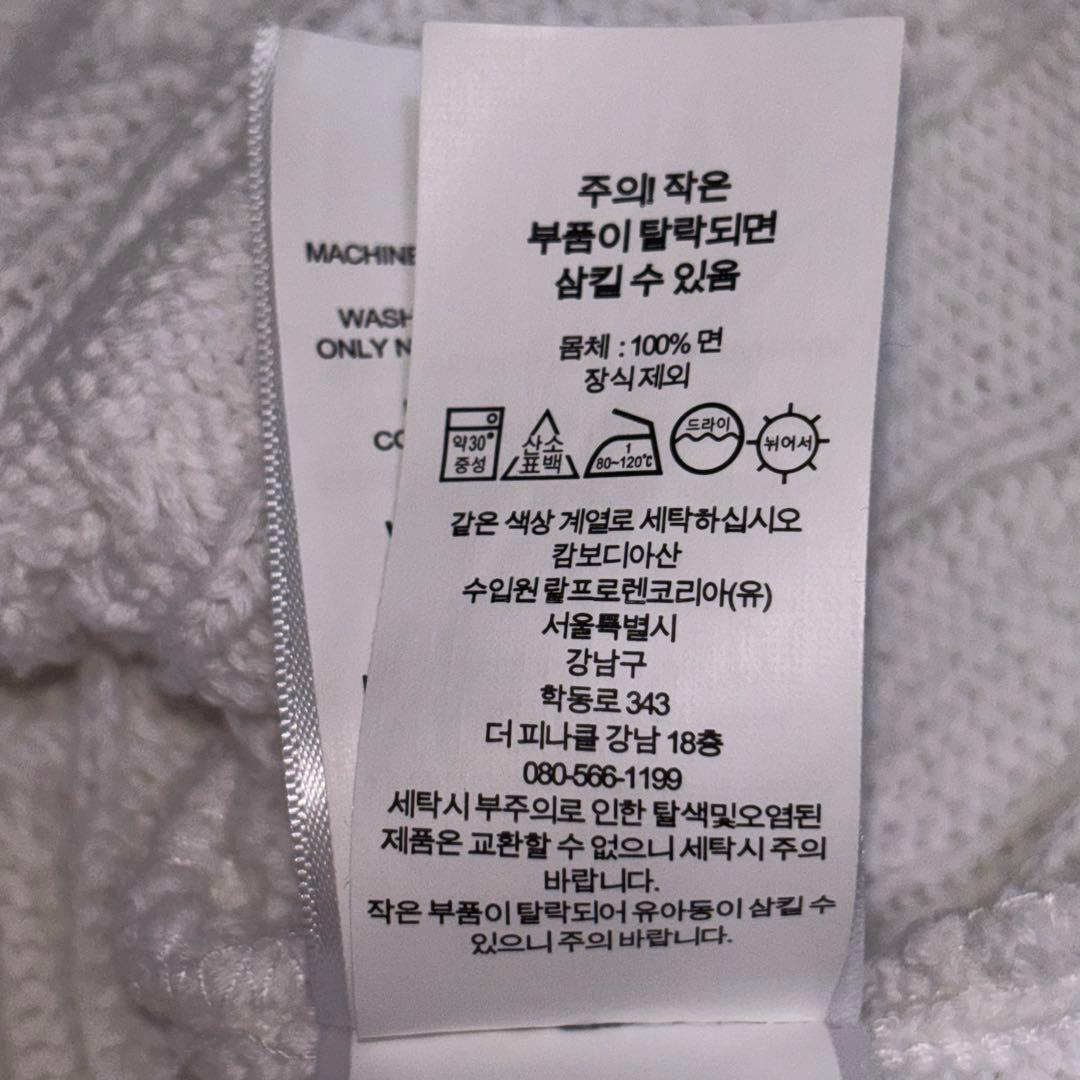 MACHINE
WASH
ONLY N
CO
주의! 작은
부품이 탈락되면
삼킬 수 있움
몸체 : 100% 면
장식제외
약30°
중성
산소
표백
1
80~120℃
드라이
뉘어서
같은 색상 계열로 세탁하십시오
캄보디아산
수입원 랄프로렌코리아(유)
서울특별시
강남구
학동로 343
더 피나클 강남 18층
080-566-1199
세탁시 부주의로 인한 탈색및오염된
제품은 교환할 수 없으니 세탁시 주의
바랍니다.
작은 부품이 탈락되어 유아동이 삼킬 수
있으니 주의 바랍니다.